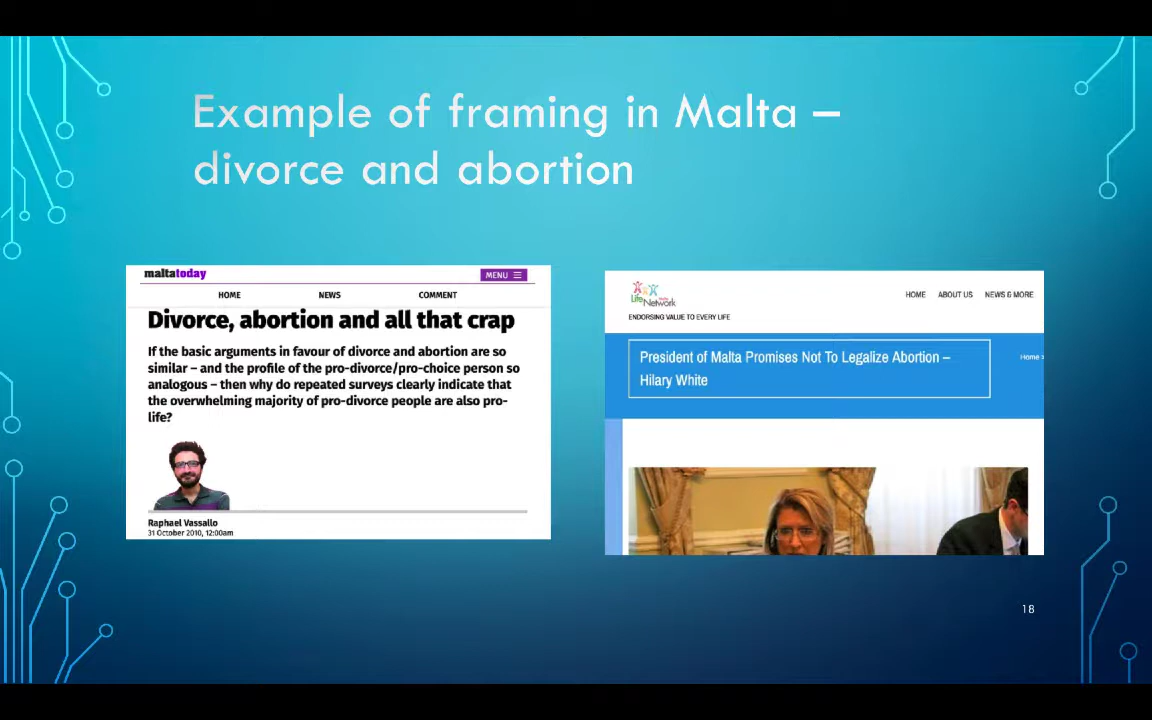 Example of framing in Malta –
divorce and abortion
maltatoday
MENU
HOME NEWS COMMENT
Divorce, abortion and all that crap
If the basic arguments in favour of divorce and abortion are so
similar – and the profile of the pro-divorce/pro-choice person so
analogous – then why do repeated surveys clearly indicate that
the overwhelming majority of pro-divorce people are also pro-
life?
Raphael Vassallo
31 October 2010, 12:00am
Life Network
ENDORSING VALUE TO EVERY LIFE
HOME ABOUT US NEWS & MORE
President of Malta Promises Not To Legalize Abortion –
Hilary White
Home >
18